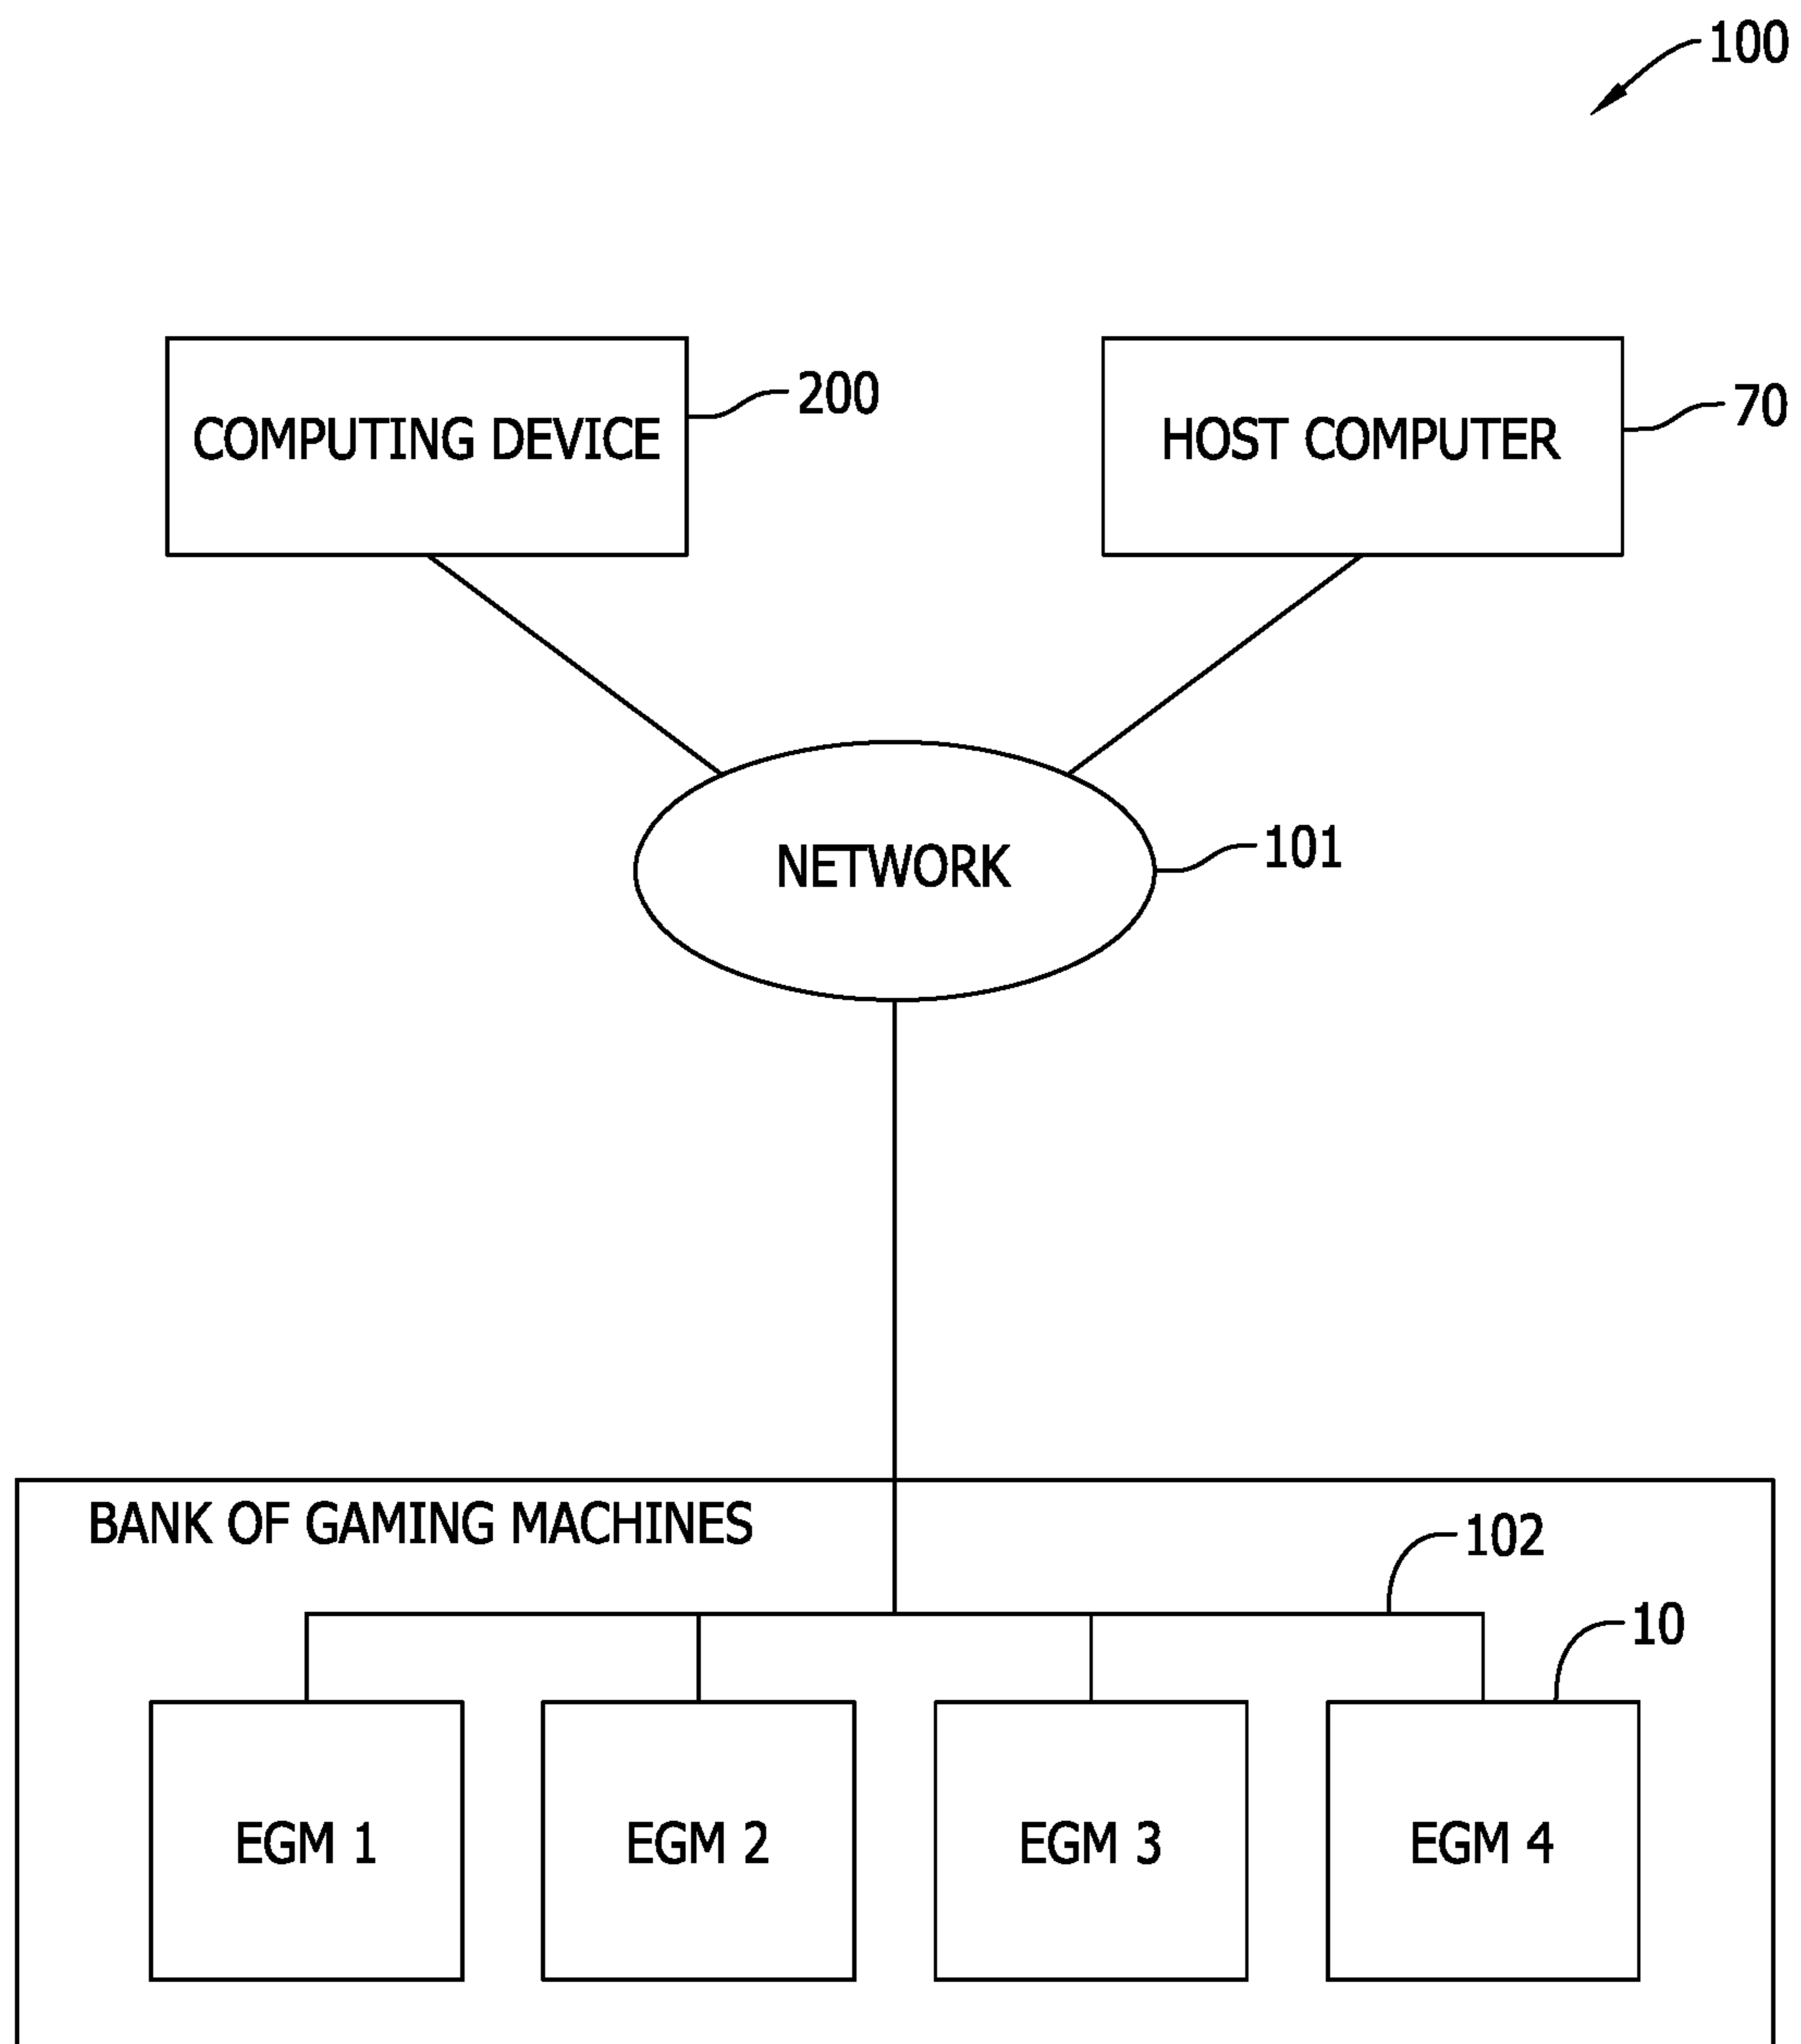 100
COMPUTING DEVICE
200
HOST COMPUTER
70
NETWORK
101
BANK OF GAMING MACHINES
102
10
EGM 1
EGM 2
EGM 3
EGM 4